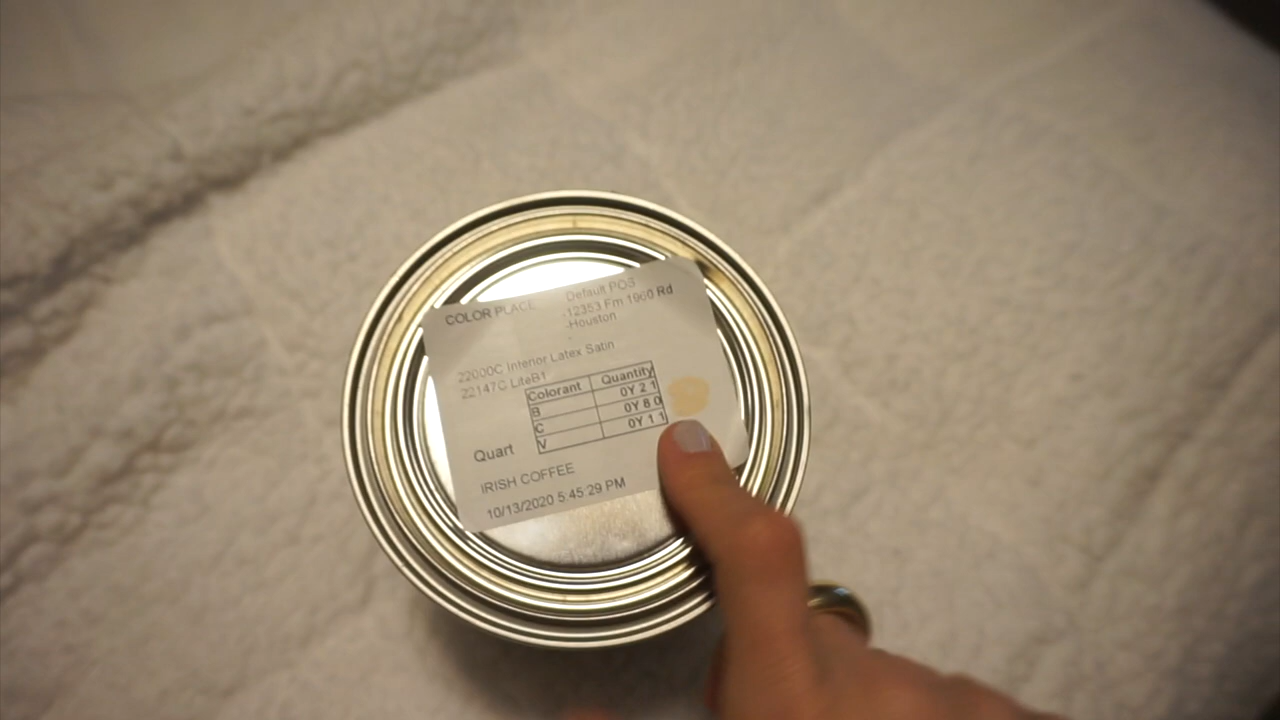 COLOR PLACE
Default POS
-12353 Fm 1960 Rd
-Houston
22000C Interior Latex Satin
22147C LiteB1
Colorant Quantity
B 0Y 2 1
C 0Y 8 0
V 0Y 1 1
Quart
IRISH COFFEE
10/13/2020 5:45:29 PM